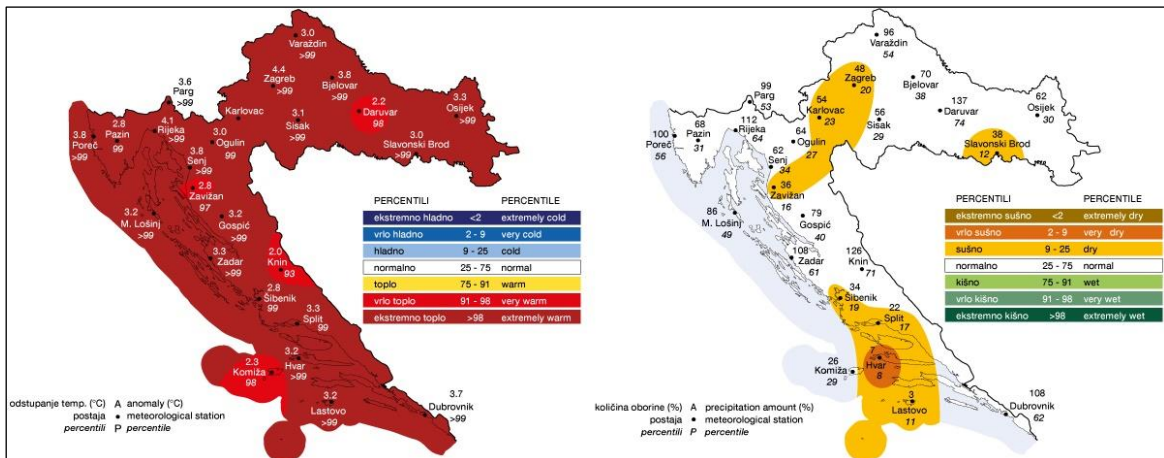 3.0
Varaždin
>99
4.4
Zagreb
>99
3.8
Bjelovar
>99
3.6
Parg
>99
2.2
Daruvar
98
3.3
Osijek
>99
Karlovac
3.1
Sisak
>99
3.0
Slavonski Brod
>99
3.8
Poreč
>99
2.8
Pazin
99
4.1
Rijeka
>99
3.0
Ogulin
99
3.8
Senj
>99
2.8
Zavižan
97
3.2
M. Lošinj
>99
3.2
Gospić
>99
3.3
Zadar
>99
2.0
Knin
93
2.8
Šibenik
99
3.3
Split
99
2.3
Komiža
98
3.2
Hvar
>99
3.2
Lastovo
>99
3.7
Dubrovnik
>99
PERCENTILI PERCENTILE
ekstremno hladno <2 extremely cold
vrlo hladno 2 - 9 very cold
hladno 9 - 25 cold
normalno 25 - 75 normal
toplo 75 - 91 warm
vrlo toplo 91 - 98 very warm
ekstremno toplo >98 extremely warm
odstupanje temp. (°C) A anomaly (°C)
postaja • meteorological station
percentili P percentile
96
Varaždin
54
48
Zagreb
20
70
Bjelovar
38
99
Parg
53
54
Karlovac
23
56
Sisak
29
137
Daruvar
74
62
Osijek
30
38
Slavonski Brod
12
100
Poreč
56
68
Pazin
31
112
Rijeka
64
64
Ogulin
27
62
Senj
34
36
Zavižan
16
86
M. Lošinj
49
79
Gospić
40
108
Zadar
61
126
Knin
71
34
Šibenik
19
22
Split
17
26
Komiža
29
Hvar
3
Lastovo
11
108
Dubrovnik
62
PERCENTILI PERCENTILE
ekstremno sušno <2 extremely dry
vrlo sušno 2 - 9 very dry
sušno 9 - 25 dry
normalno 25 - 75 normal
kišno 75 - 91 wet
vrlo kišno 91 - 98 very wet
ekstremno kišno >98 extremely wet
količina oborine (%) A precipitation amount (%)
postaja • meteorological station
percentili P percentile